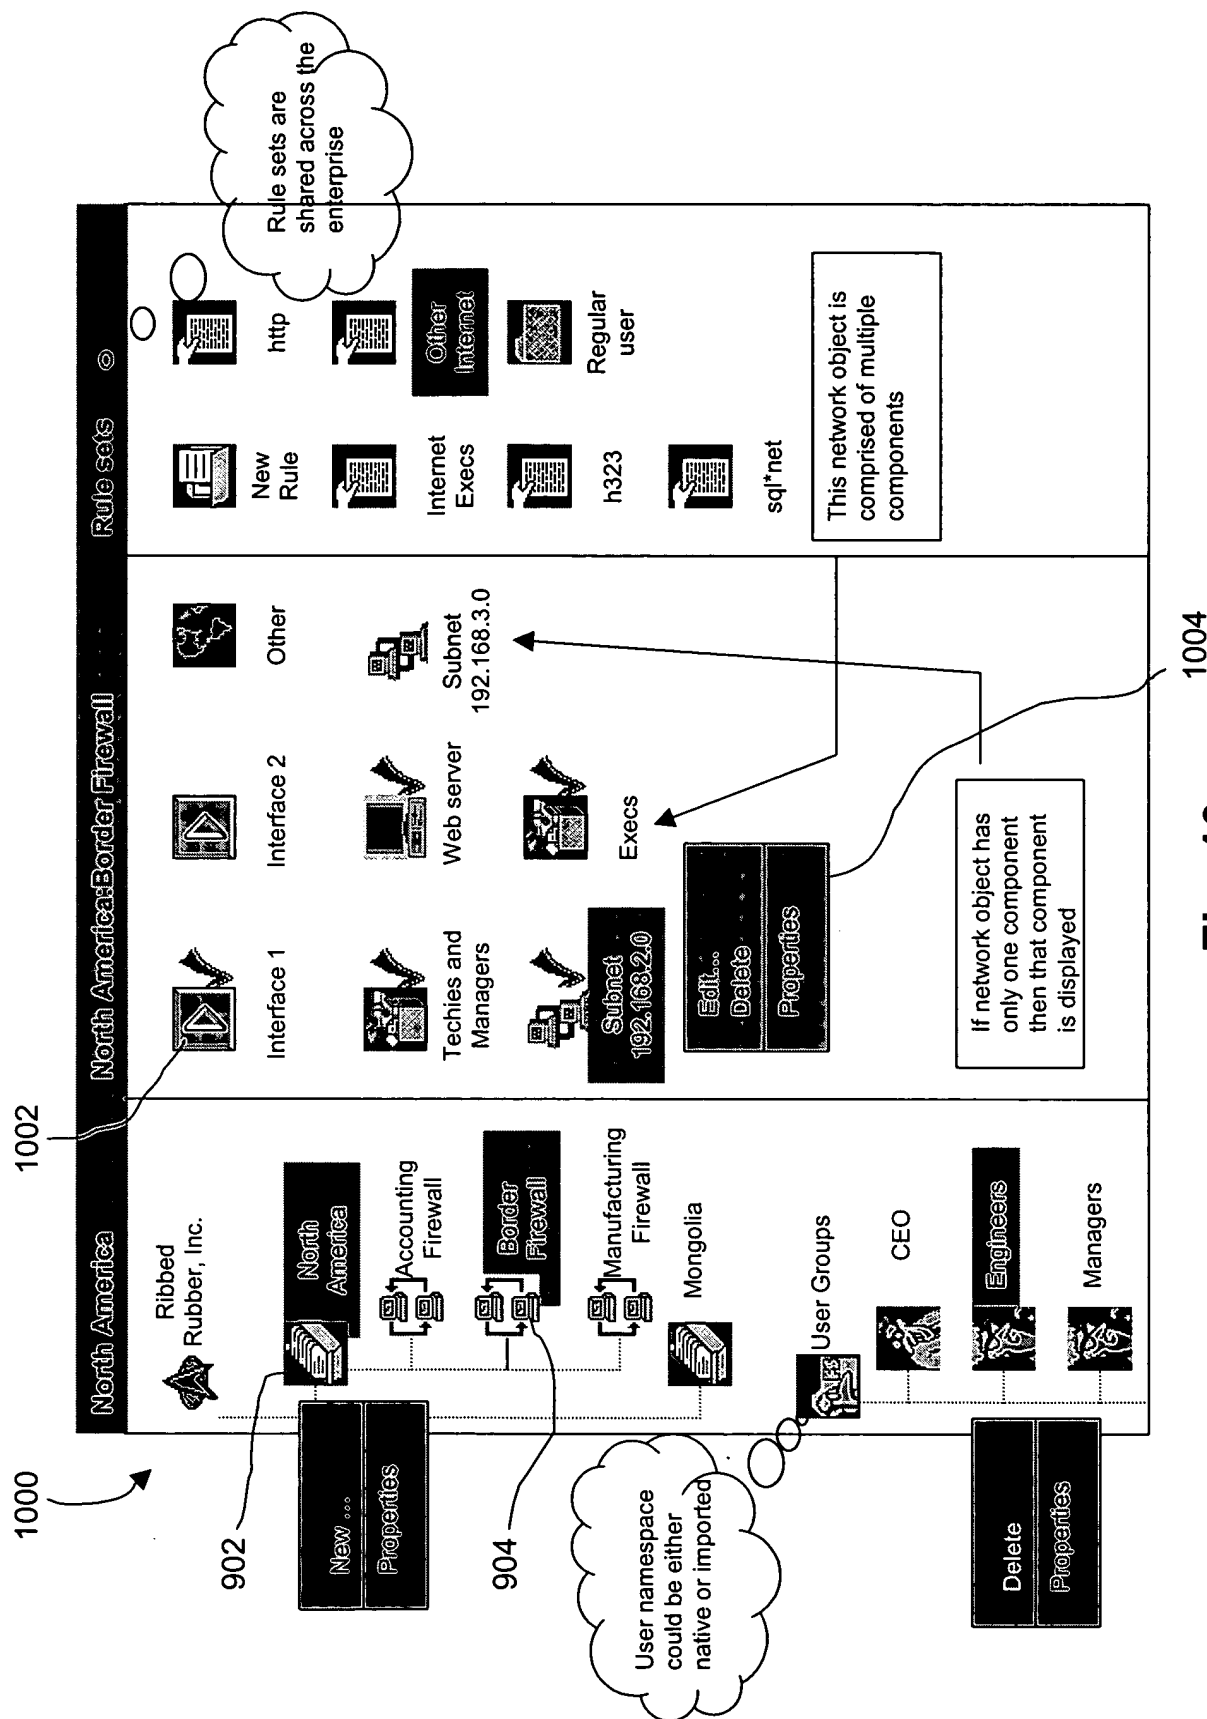 1000
1002
North America
North America:Border Firewall
Rule sets
Ribbed
Rubber, Inc.
902
New ...
Properties
North
America
Accounting
Firewall
904
Border
Firewall
Manufacturing
Firewall
Mongolia
User namespace
could be either
native or imported
User Groups
CEO
Engineers
Delete
Properties
Managers
Interface 1
Interface 2
Other
Techies and
Managers
Web server
Subnet
192.168.3.0
Subnet
192.168.2.0
Execs
Edit...
Delete
Properties
If network object has
only one component
then that component
is displayed
1004
New
Rule
http
Internet
Execs
Other
Internet
h323
Regular
user
sql*net
Rule sets are
shared across the
enterprise
This network object is
comprised of multiple
components